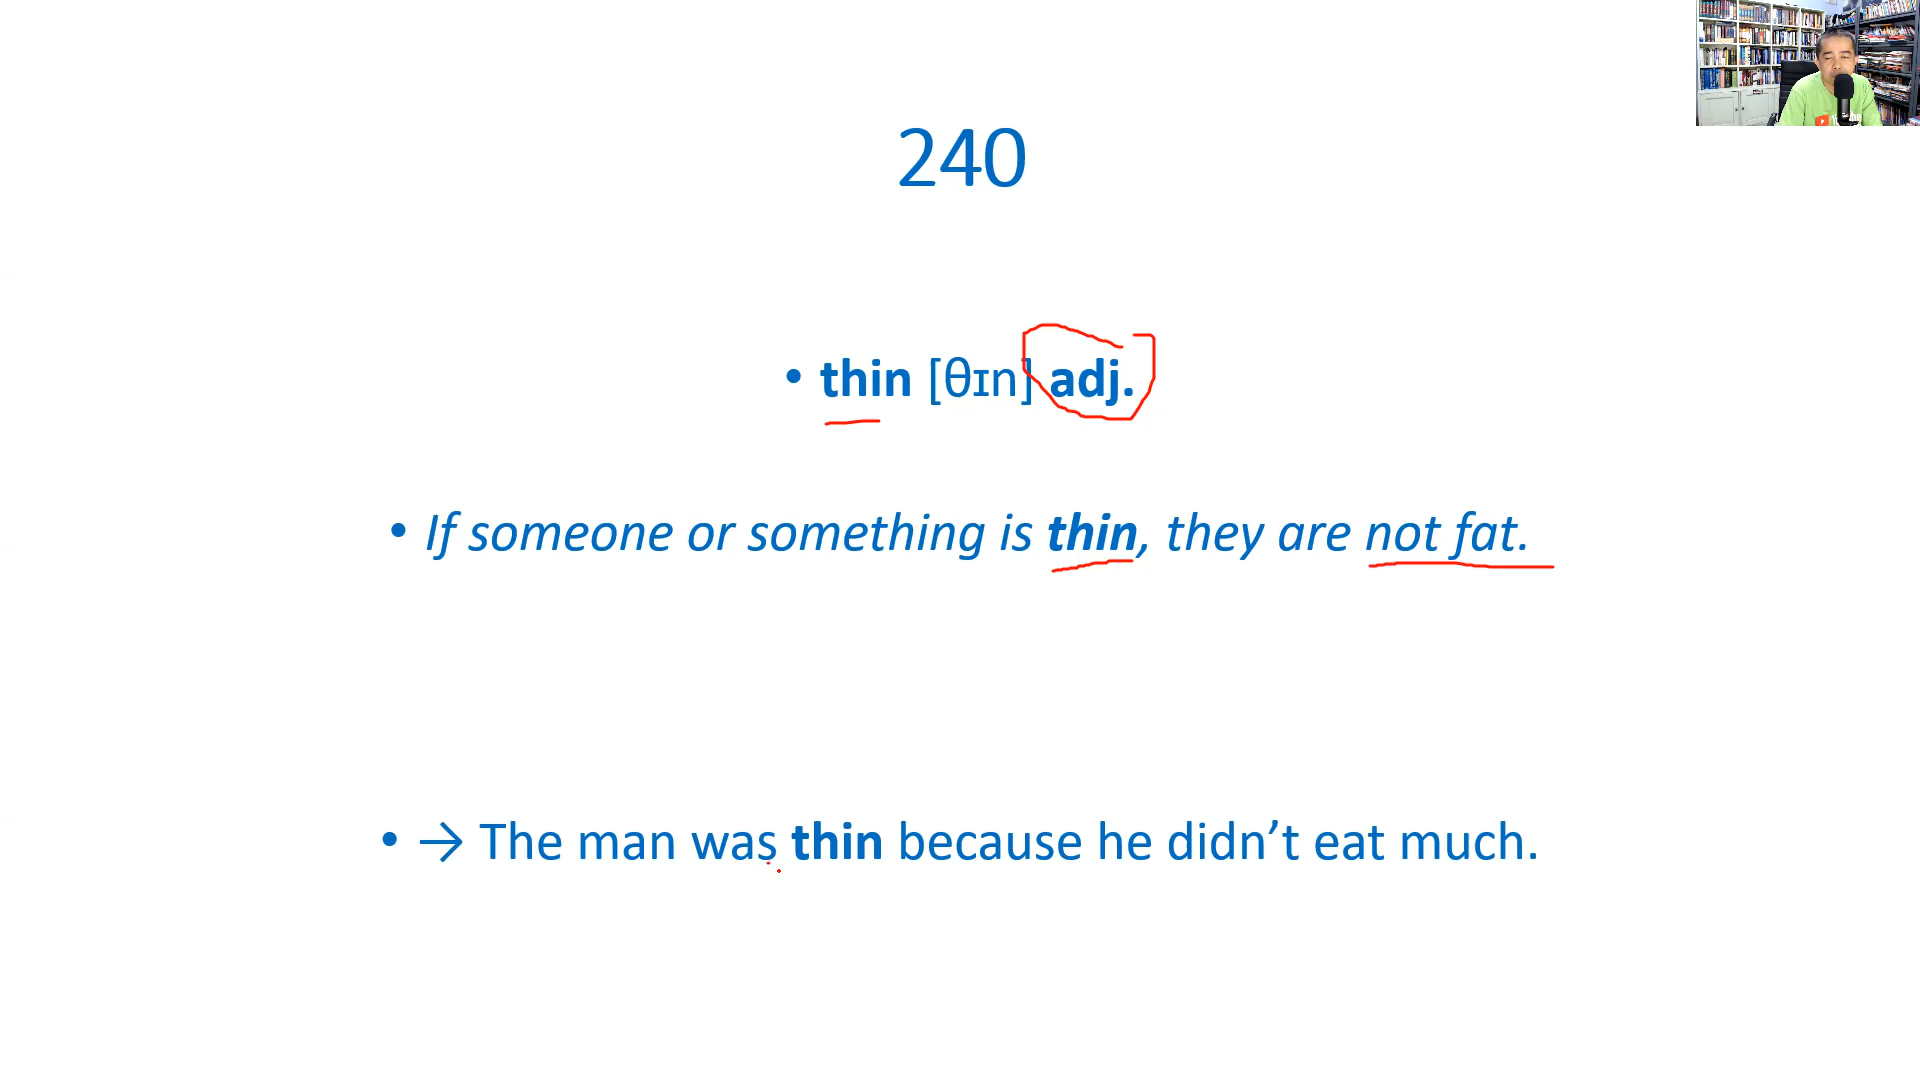 240
• thin [θɪn] adj.
• If someone or something is thin, they are not fat.
• → The man was thin because he didn’t eat much.